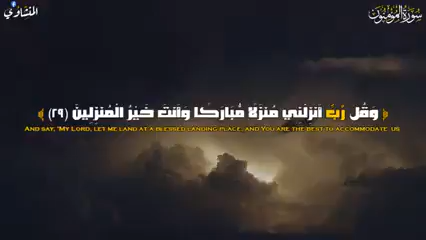 المنشاوي
سورة المؤمنون
﴿ وَقُل رَّبِّ أَنزِلْنِي مُنزَلًا مُّبَارَكًا وَأَنتَ خَيْرُ الْمُنزِلِينَ (٢٩) ﴾
And say, "My Lord, let me land at a blessed landing place, and You are the best to accommodate us